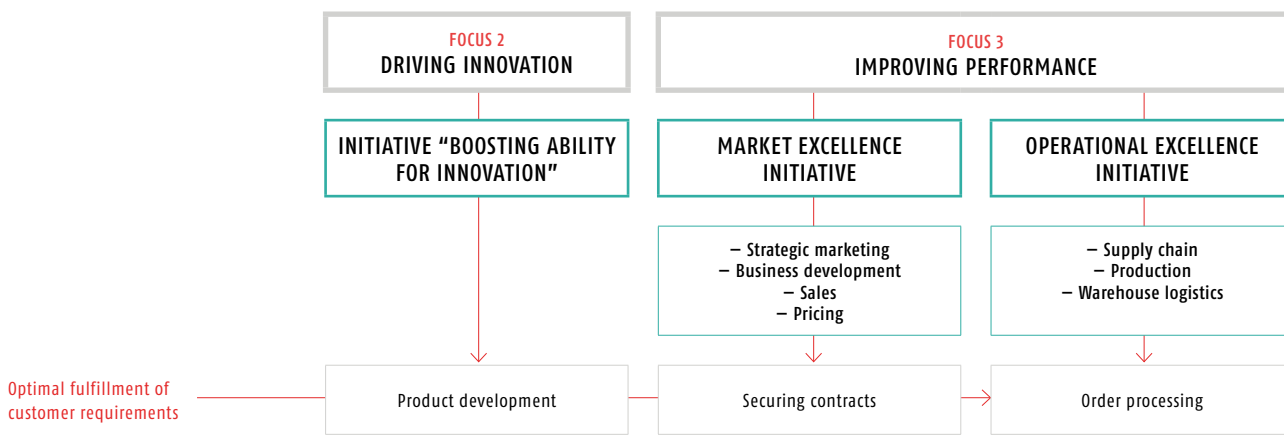 FOCUS 2
DRIVING INNOVATION
FOCUS 3
IMPROVING PERFORMANCE
INITIATIVE “BOOSTING ABILITY
FOR INNOVATION”
MARKET EXCELLENCE
INITIATIVE
OPERATIONAL EXCELLENCE
INITIATIVE
– Strategic marketing
– Business development
– Sales
– Pricing
– Supply chain
– Production
– Warehouse logistics
Optimal fulfillment of
customer requirements
Product development
Securing contracts
Order processing